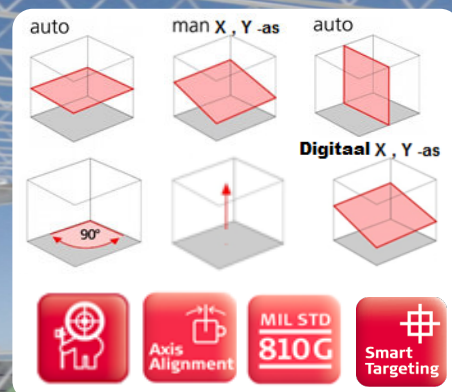 auto
man X , Y -as
auto
Digitaal X , Y -as
90°
Axis
Alignment
MIL STD
810G
Smart
Targeting